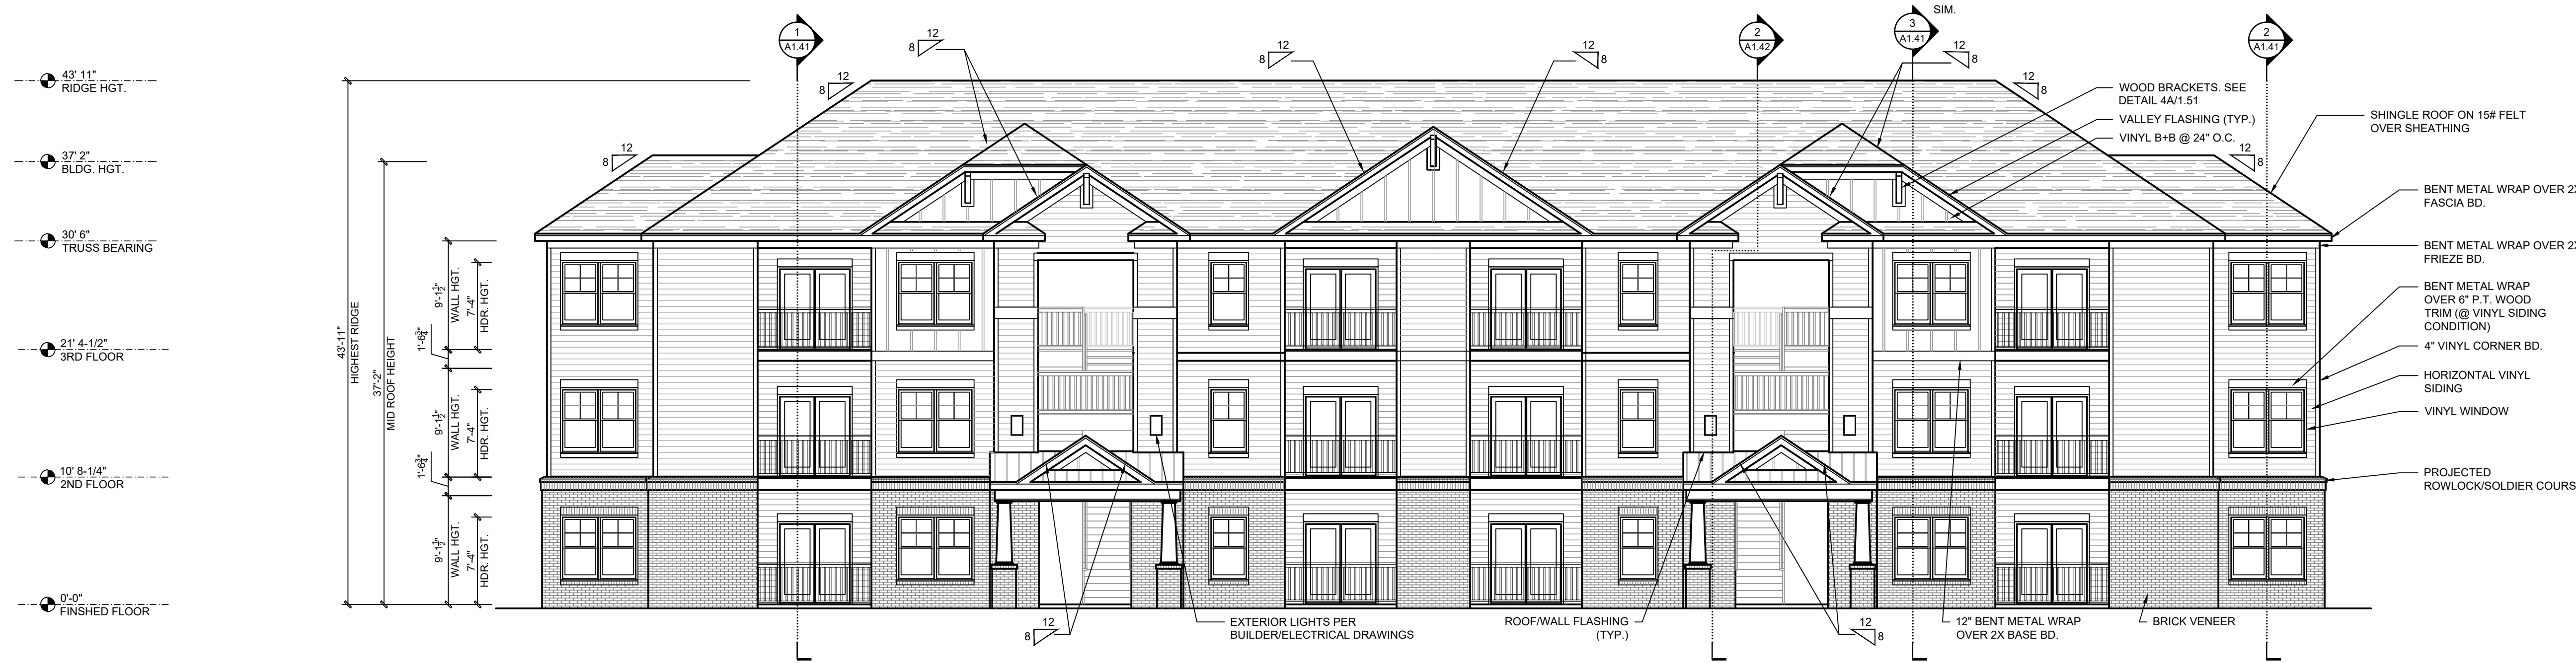 SIM.
1
A1.41
2
A1.42
3
A1.41
2
A1.41
12
8
12
8
12
8
12
8
12
8
12
8
12
8
12
8
12
8
43' 11"
RIDGE HGT.
37' 2"
BLDG. HGT.
30' 6"
TRUSS BEARING
21' 4-1/2"
3RD FLOOR
10' 8-1/4"
2ND FLOOR
0'-0"
FINSHED FLOOR
43'-11"
HIGHEST RIDGE
37'-2"
MID ROOF HEIGHT
9'-1½"
WALL HGT.
7'-4"
HDR. HGT.
1'-6¾"
9'-1½"
WALL HGT.
7'-4"
HDR. HGT.
1'-6¾"
9'-1½"
WALL HGT.
7'-4"
HDR. HGT.
WOOD BRACKETS. SEE
DETAIL 4A/1.51
VALLEY FLASHING (TYP.)
VINYL B+B @ 24" O.C.
SHINGLE ROOF ON 15# FELT
OVER SHEATHING
BENT METAL WRAP OVER 2X
FASCIA BD.
BENT METAL WRAP OVER 2X
FRIEZE BD.
BENT METAL WRAP
OVER 6" P.T. WOOD
TRIM (@ VINYL SIDING
CONDITION)
4" VINYL CORNER BD.
HORIZONTAL VINYL
SIDING
VINYL WINDOW
PROJECTED
ROWLOCK/SOLDIER COURS
12
8
EXTERIOR LIGHTS PER
BUILDER/ELECTRICAL DRAWINGS
ROOF/WALL FLASHING
(TYP.)
12
8
12" BENT METAL WRAP
OVER 2X BASE BD.
BRICK VENEER